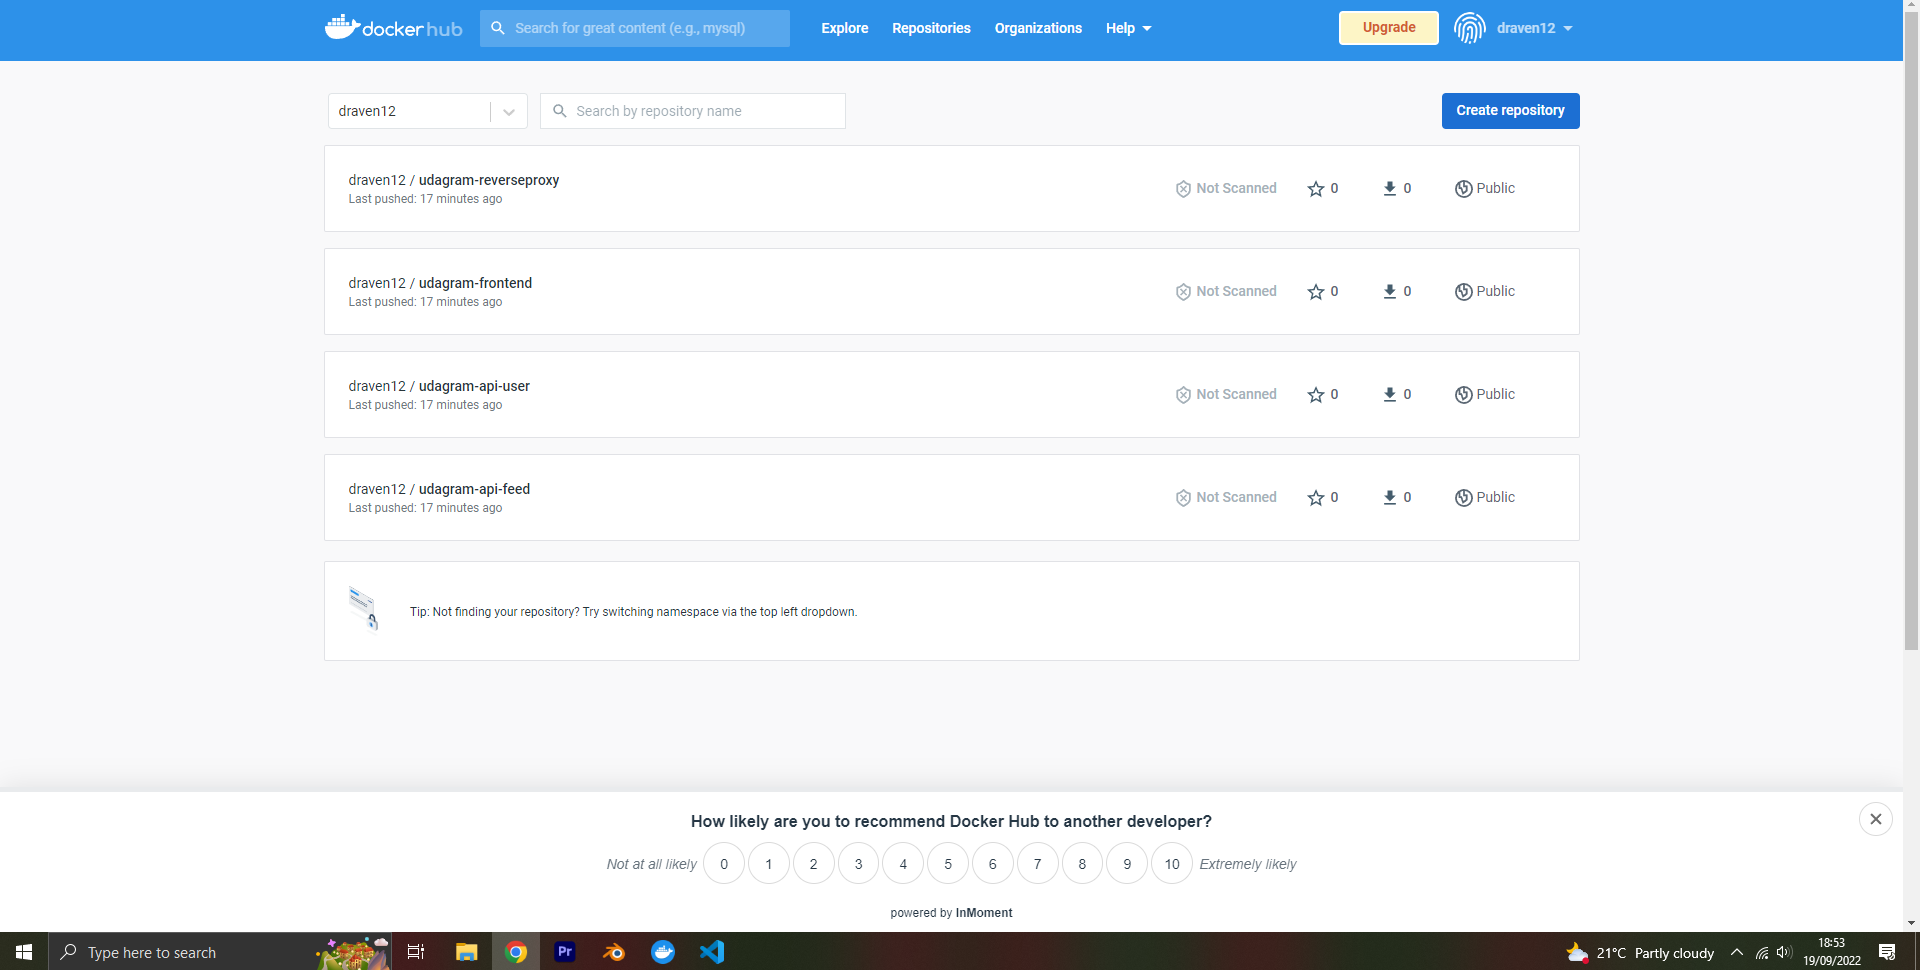 docker hub
Search for great content (e.g., mysql)
Explore
Repositories
Organizations
Help
Upgrade
draven12
draven12
Search by repository name
Create repository
draven12 / udagram-reverseproxy
Last pushed: 17 minutes ago
Not Scanned
0
0
Public
draven12 / udagram-frontend
Last pushed: 17 minutes ago
Not Scanned
0
0
Public
draven12 / udagram-api-user
Last pushed: 17 minutes ago
Not Scanned
0
0
Public
draven12 / udagram-api-feed
Last pushed: 17 minutes ago
Not Scanned
0
0
Public
Tip: Not finding your repository? Try switching namespace via the top left dropdown.
How likely are you to recommend Docker Hub to another developer?
Not at all likely 0 1 2 3 4 5 6 7 8 9 10 Extremely likely
powered by InMoment
Type here to search
Pr
21°C Partly cloudy
18:53
19/09/2022